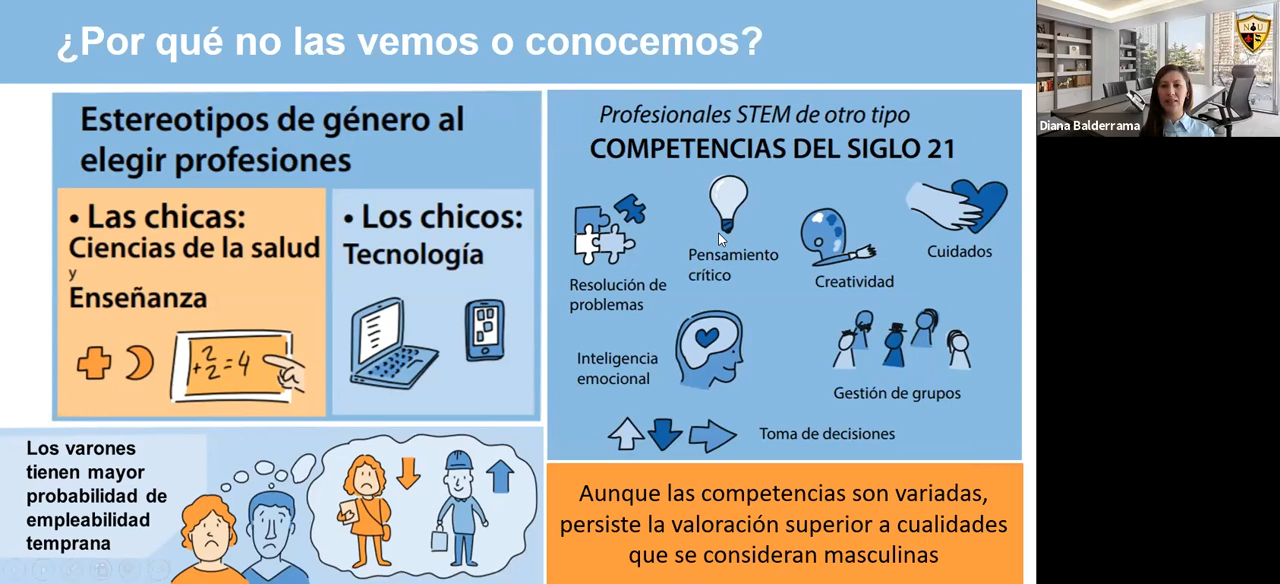 ¿Por qué no las vemos o conocemos?
Estereotipos de género al
elegir profesiones
• Las chicas:
Ciencias de la salud
y
Enseñanza
+2/2=4
• Los chicos:
Tecnología
Los varones
tienen mayor
probabilidad de
empleabilidad
temprana
Profesionales STEM de otro tipo
COMPETENCIAS DEL SIGLO 21
Resolución de
problemas
Pensamiento
crítico
Creatividad
Cuidados
Inteligencia
emocional
Gestión de grupos
Toma de decisiones
Aunque las competencias son variadas,
persiste la valoración superior a cualidades
que se consideran masculinas
NU
Diana Balderrama